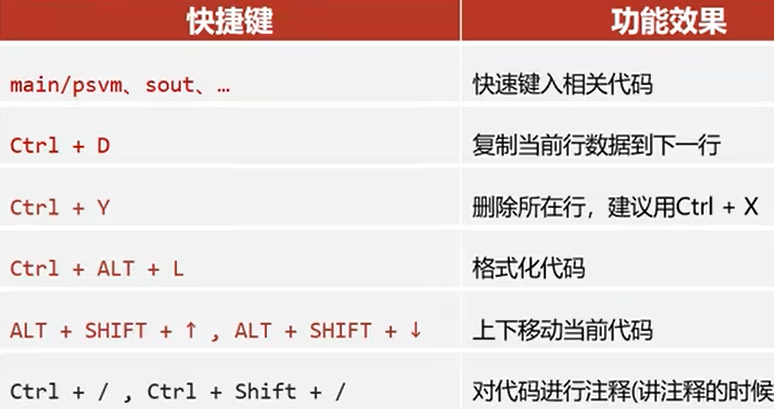 快捷键 功能效果
main/psvm、sout、… 快速键入相关代码
Ctrl + D 复制当前行数据到下一行
Ctrl + Y 删除所在行，建议用Ctrl + X
Ctrl + ALT + L 格式化代码
ALT + SHIFT + ↑ , ALT + SHIFT + ↓ 上下移动当前代码
Ctrl + / , Ctrl + Shift + / 对代码进行注释(讲注释的时候